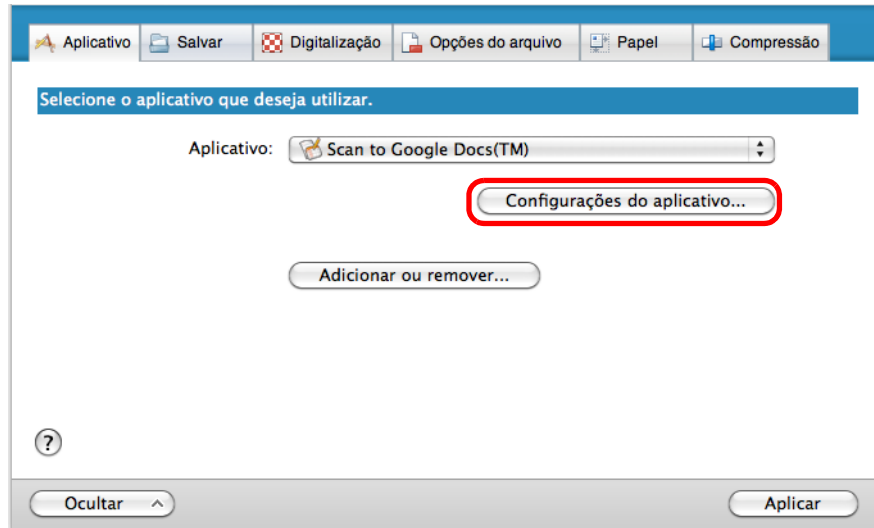 Aplicativo Salvar Digitalização Opções do arquivo Papel Compressão
Selecione o aplicativo que deseja utilizar.
Aplicativo: Scan to Google Docs(TM)
Configurações do aplicativo...
Adicionar ou remover...
?
Ocultar Aplicar